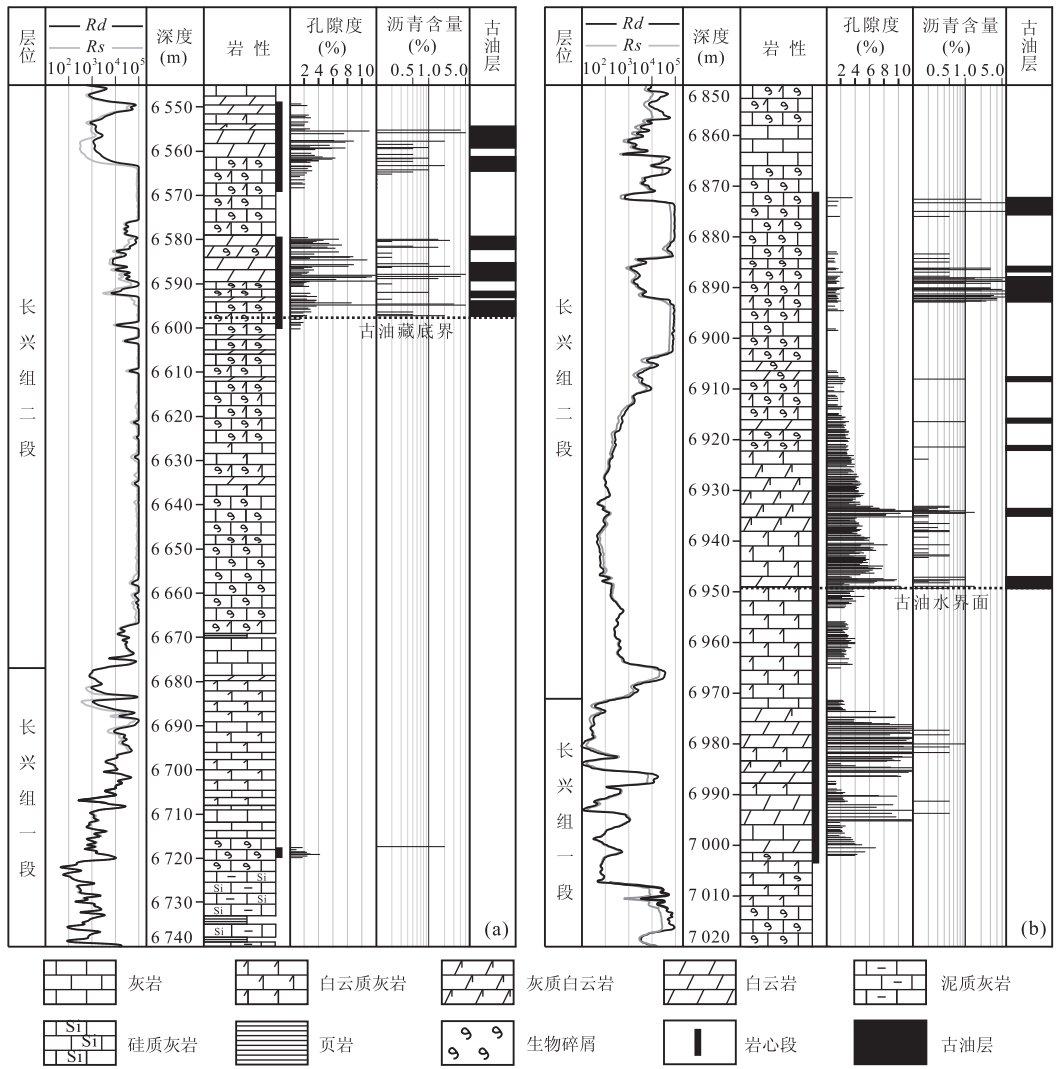 层位
Rd
Rs
10² 10³ 10⁴ 10⁵
深度
(m)
岩 性
孔隙度
(%)
2 4 6 8 10
沥青含量
(%)
0.5 1.0 5.0
古油层
6 550
6 560
6 570
6 580
6 590
6 600
6 610
6 620
6 630
6 640
6 650
6 660
6 670
6 680
6 690
6 700
6 710
6 720
6 730
6 740
长兴组二段
长兴组一段
古油藏底界
Si
Si
Si
Si
Si
(a)
层位
Rd
Rs
10² 10³ 10⁴ 10⁵
深度
(m)
岩 性
孔隙度
(%)
2 4 6 8 10
沥青含量
(%)
0.5 1.0 5.0
古油层
6 850
6 860
6 870
6 880
6 890
6 900
6 910
6 920
6 930
6 940
6 950
6 960
6 970
6 980
6 990
7 000
7 010
7 020
长兴组二段
长兴组一段
古油水界面
(b)
灰岩
白云质灰岩
灰质白云岩
白云岩
泥质灰岩
Si
Si
Si
硅质灰岩
页岩
生物碎屑
岩心段
古油层